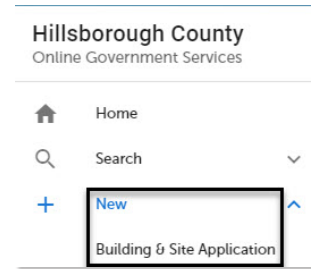 Hillsborough County
Online Government Services
Home
Search
New
Building & Site Application